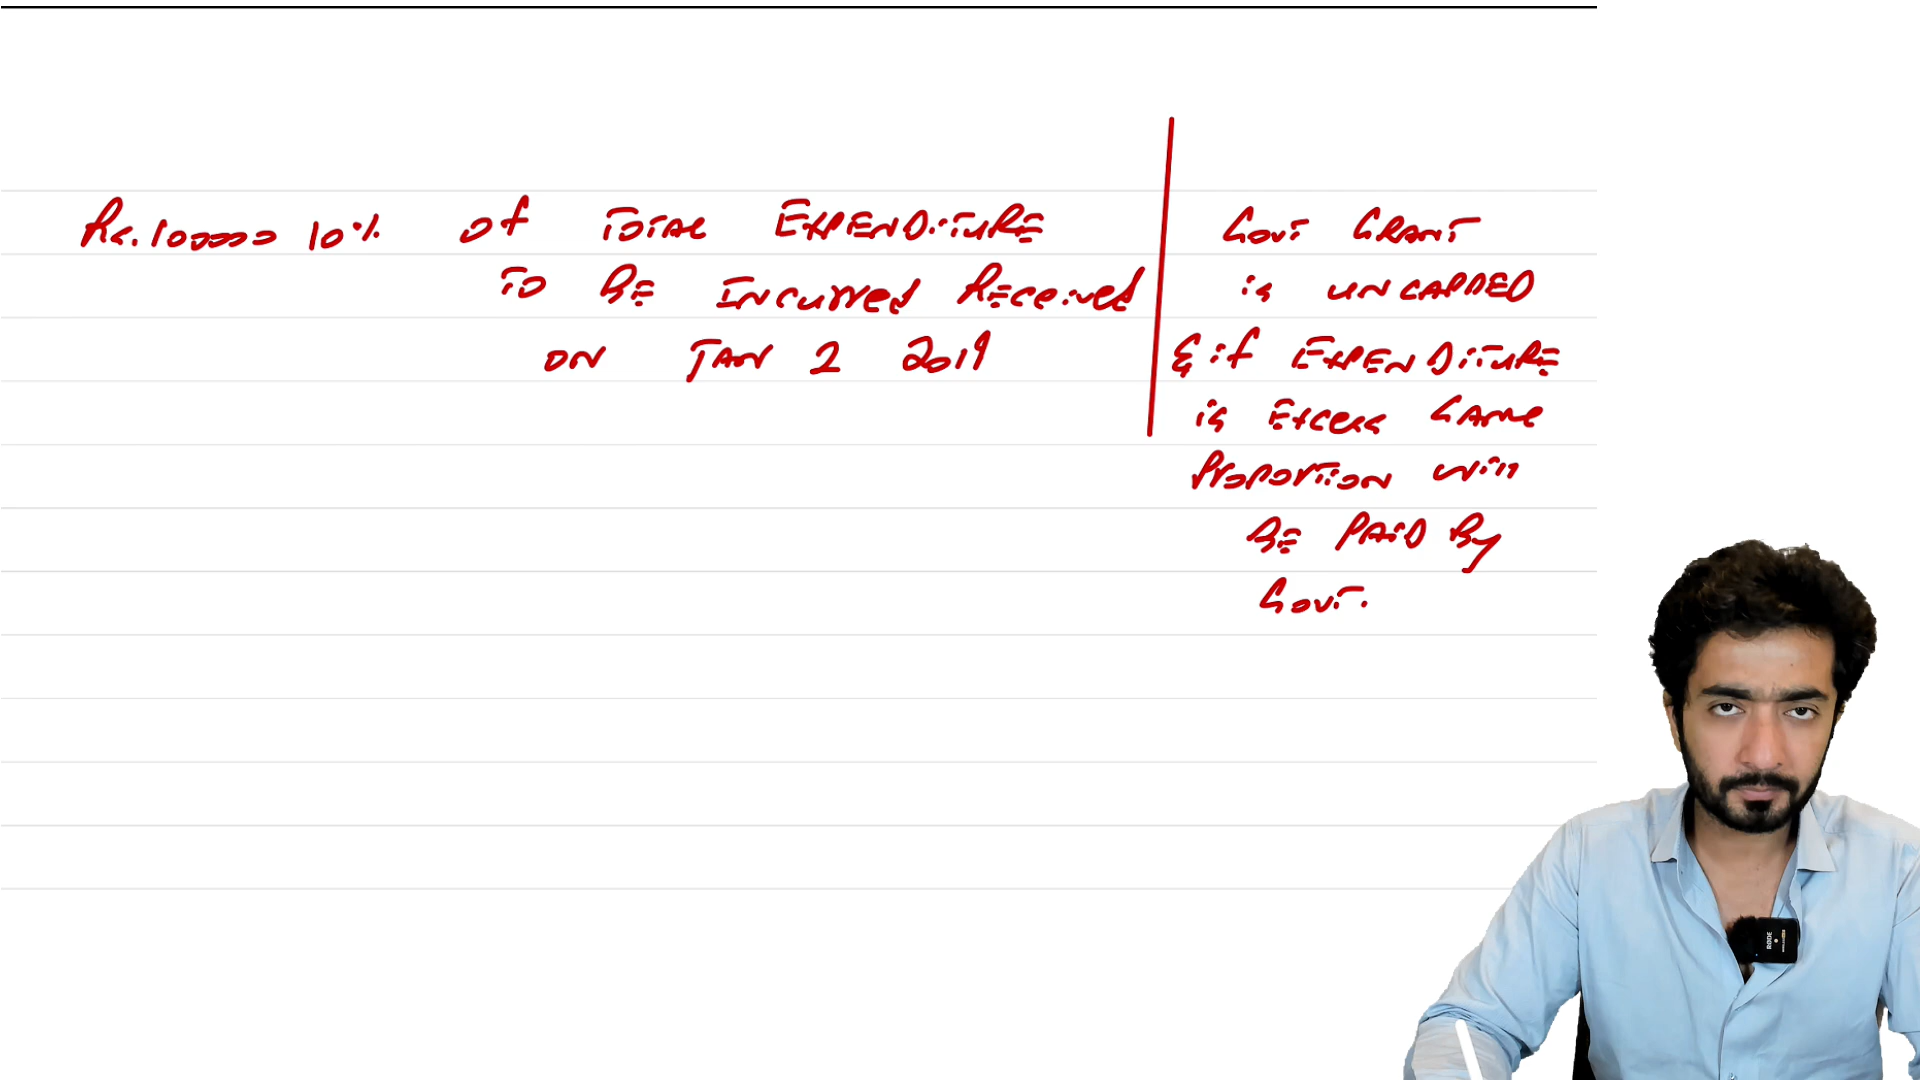 Rs. 100000 10% of TOTAL EXPENDITURE
TO BE INCURRED RECEIVED
ON JAN 2 2019
GOVT GRANT
is UNCAPPED
& if EXPENDITURE
is EXCESS SAME
PROPORTION will
BE PAID By
GOVT.
RODE